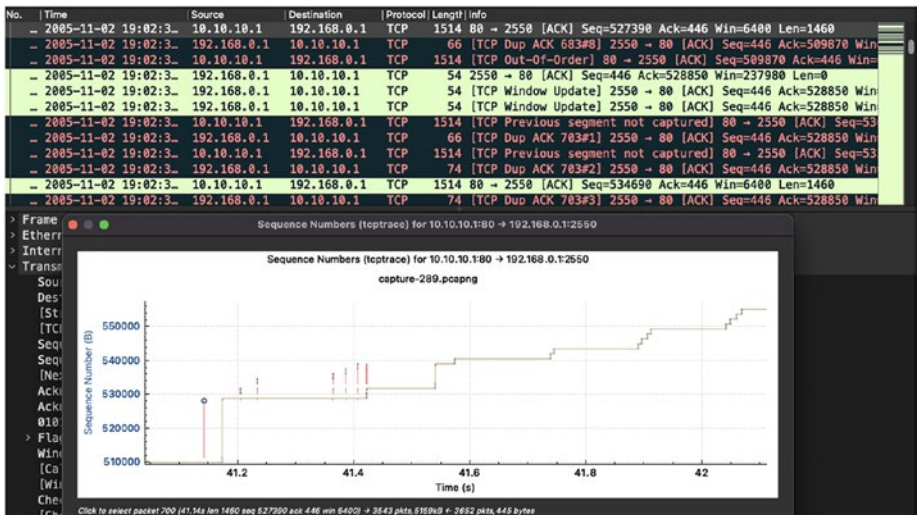 No. Time Source Destination Protocol Length Info
… 2005-11-02 19:02:3… 10.10.10.1 192.168.0.1 TCP 1514 80 → 2550 [ACK] Seq=527390 Ack=446 Win=6400 Len=1460
… 2005-11-02 19:02:3… 192.168.0.1 10.10.10.1 TCP 66 [TCP Dup ACK 683#8] 2550 → 80 [ACK] Seq=446 Ack=509870 Win
… 2005-11-02 19:02:3… 10.10.10.1 192.168.0.1 TCP 1514 [TCP Out-Of-Order] 80 → 2550 [ACK] Seq=509870 Ack=446 Win=
… 2005-11-02 19:02:3… 192.168.0.1 10.10.10.1 TCP 54 2550 → 80 [ACK] Seq=446 Ack=528850 Win=237980 Len=0
… 2005-11-02 19:02:3… 192.168.0.1 10.10.10.1 TCP 54 [TCP Window Update] 2550 → 80 [ACK] Seq=446 Ack=528850 Win
… 2005-11-02 19:02:3… 192.168.0.1 10.10.10.1 TCP 54 [TCP Window Update] 2550 → 80 [ACK] Seq=446 Ack=528850 Win
… 2005-11-02 19:02:3… 10.10.10.1 192.168.0.1 TCP 1514 [TCP Previous segment not captured] 80 → 2550 [ACK] Seq=53
… 2005-11-02 19:02:3… 192.168.0.1 10.10.10.1 TCP 66 [TCP Dup ACK 703#1] 2550 → 80 [ACK] Seq=446 Ack=528850 Win
… 2005-11-02 19:02:3… 10.10.10.1 192.168.0.1 TCP 1514 [TCP Previous segment not captured] 80 → 2550 [ACK] Seq=53
… 2005-11-02 19:02:3… 192.168.0.1 10.10.10.1 TCP 74 [TCP Dup ACK 703#2] 2550 → 80 [ACK] Seq=446 Ack=528850 Win
… 2005-11-02 19:02:3… 10.10.10.1 192.168.0.1 TCP 1514 80 → 2550 [ACK] Seq=534690 Ack=446 Win=6400 Len=1460
… 2005-11-02 19:02:3… 192.168.0.1 10.10.10.1 TCP 74 [TCP Dup ACK 703#3] 2550 → 80 [ACK] Seq=446 Ack=528850 Win
> Frame
> Ethern
> Intern
Transm
Sou
Des
[St
[TC
Sequ
Sequ
[Ne
Ack
Ack
010
> Fla
Win
[Ca
[Wi
Che
[Ch
Sequence Numbers (tcptrace) for 10.10.10.1:80 → 192.168.0.1:2550
Sequence Numbers (tcptrace) for 10.10.10.1:80 → 192.168.0.1:2550
capture-289.pcapng
Sequence Number (B)
550000
540000
530000
520000
510000
41.2 41.4 41.6 41.8 42
Time (s)
Click to select packet 700 (41.14s len 1460 seq 527390 ack 446 win 6400) → 3543 pkts, 5159kB ← 3652 pkts, 445 bytes